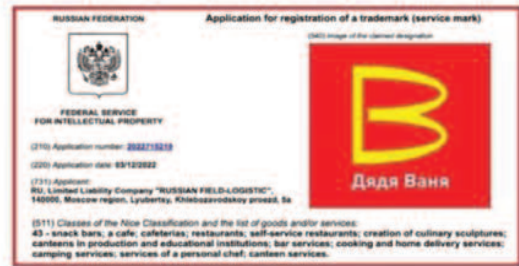 RUSSIAN FEDERATION
FEDERAL SERVICE
FOR INTELLECTUAL PROPERTY
(210) Application number: 2022715219
(220) Application date: 03/12/2022
(731) Applicant:
RU, Limited Liability Company "RUSSIAN FIELD-LOGISTIC",
140000, Moscow region, Lyubertsy, Khlebozavodskoy proezd, 5a
Application for registration of a trademark (service mark)
(540) Image of the claimed designation
Дядя Ваня
(511) Classes of the Nice Classification and the list of goods and/or services:
43 - snack bars; a cafe; cafeterias; restaurants; self-service restaurants; creation of culinary sculptures;
canteens in production and educational institutions; bar services; cooking and home delivery services;
camping services; services of a personal chef; canteen services.